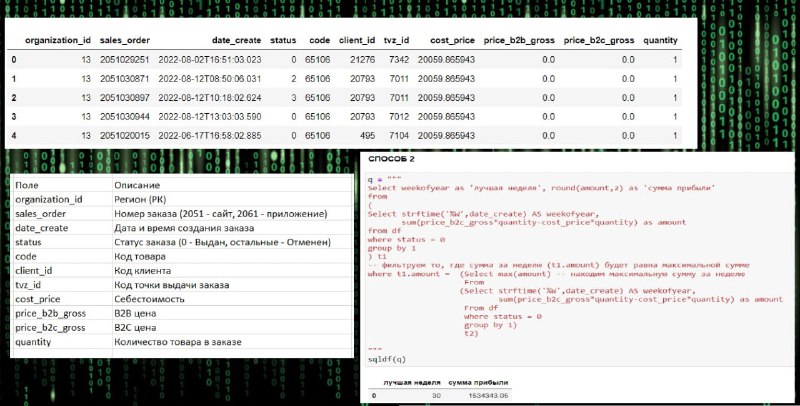 organization_id sales_order date_create status code client_id tvz_id cost_price price_b2b_gross price_b2c_gross quantity
0 13 2051029251 2022-08-02T16:51:03.023 0 65106 21276 7342 20059.865943 0.0 0.0 1
1 13 2051030871 2022-08-12T08:50:06.031 2 65106 20793 7011 20059.865943 0.0 0.0 1
2 13 2051030897 2022-08-12T10:18:02.624 3 65106 20793 7011 20059.865943 0.0 0.0 1
3 13 2051030944 2022-08-12T13:03:03.590 0 65106 20793 7012 20059.865943 0.0 0.0 1
4 13 2051020015 2022-06-17T16:58:02.885 0 65106 495 7104 20059.865943 0.0 0.0 1
Поле Описание
organization_id Регион (РК)
sales_order Номер заказа (2051 - сайт, 2061 - приложение)
date_create Дата и время создания заказа
status Статус заказа (0 - Выдан, остальные - Отменен)
code Код товара
client_id Код клиента
tvz_id Код точки выдачи заказа
cost_price Себестоимость
price_b2b_gross B2B цена
price_b2c_gross B2C цена
quantity Количество товара в заказе
СПОСОБ 2
q = """
Select weekofyear as 'лучшая неделя', round(amount,2) as 'сумма прибыли'
from
(
Select strftime('%W',date_create) AS weekofyear,
sum(price_b2c_gross*quantity-cost_price*quantity) as amount
from df
where status = 0
group by 1
) t1
-- фильтруем то, где сумма за неделю (t1.amount) будет равна максимальной сумме
where t1.amount = (Select max(amount) -- находим максимальную сумму за неделю
From
(Select strftime('%W',date_create) AS weekofyear,
sum(price_b2c_gross*quantity-cost_price*quantity) as amount
From df
where status = 0
group by 1)
t2)
"""
sqldf(q)
лучшая неделя сумма прибыли
0 30 1534343.05